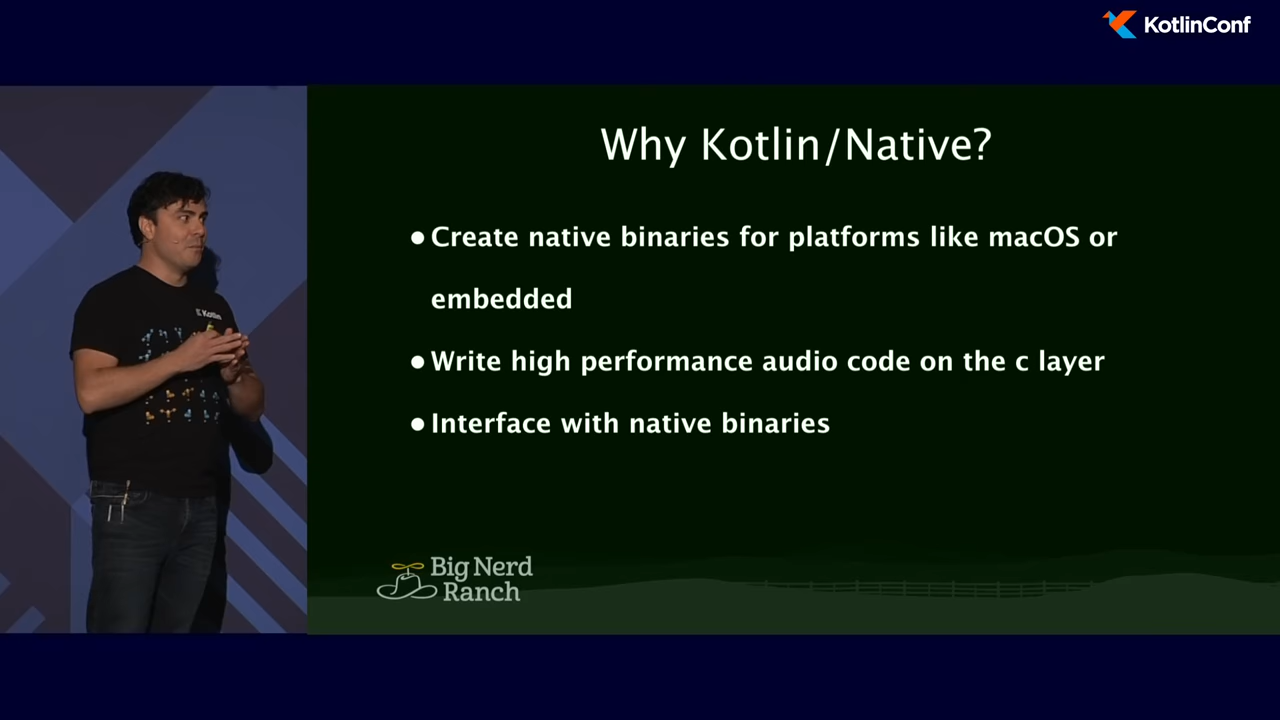 KotlinConf
Why Kotlin/Native?
●Create native binaries for platforms like macOS or
embedded
●Write high performance audio code on the c layer
●Interface with native binaries
Kotlin
Big Nerd
Ranch